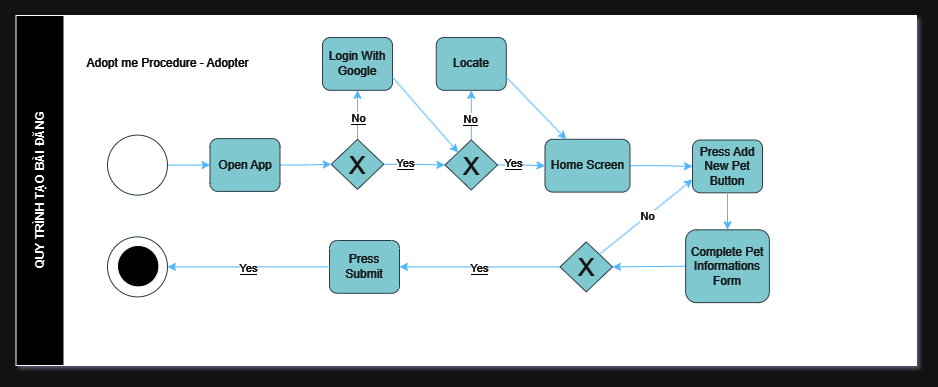 QUY TRÌNH TẠO BÀI ĐĂNG
Adopt me Procedure - Adopter
Login With
Google
Locate
No
No
Open App
X
Yes
X
Yes
Home Screen
Press Add
New Pet
Button
No
Complete Pet
Informations
Form
X
Yes
Press
Submit
Yes